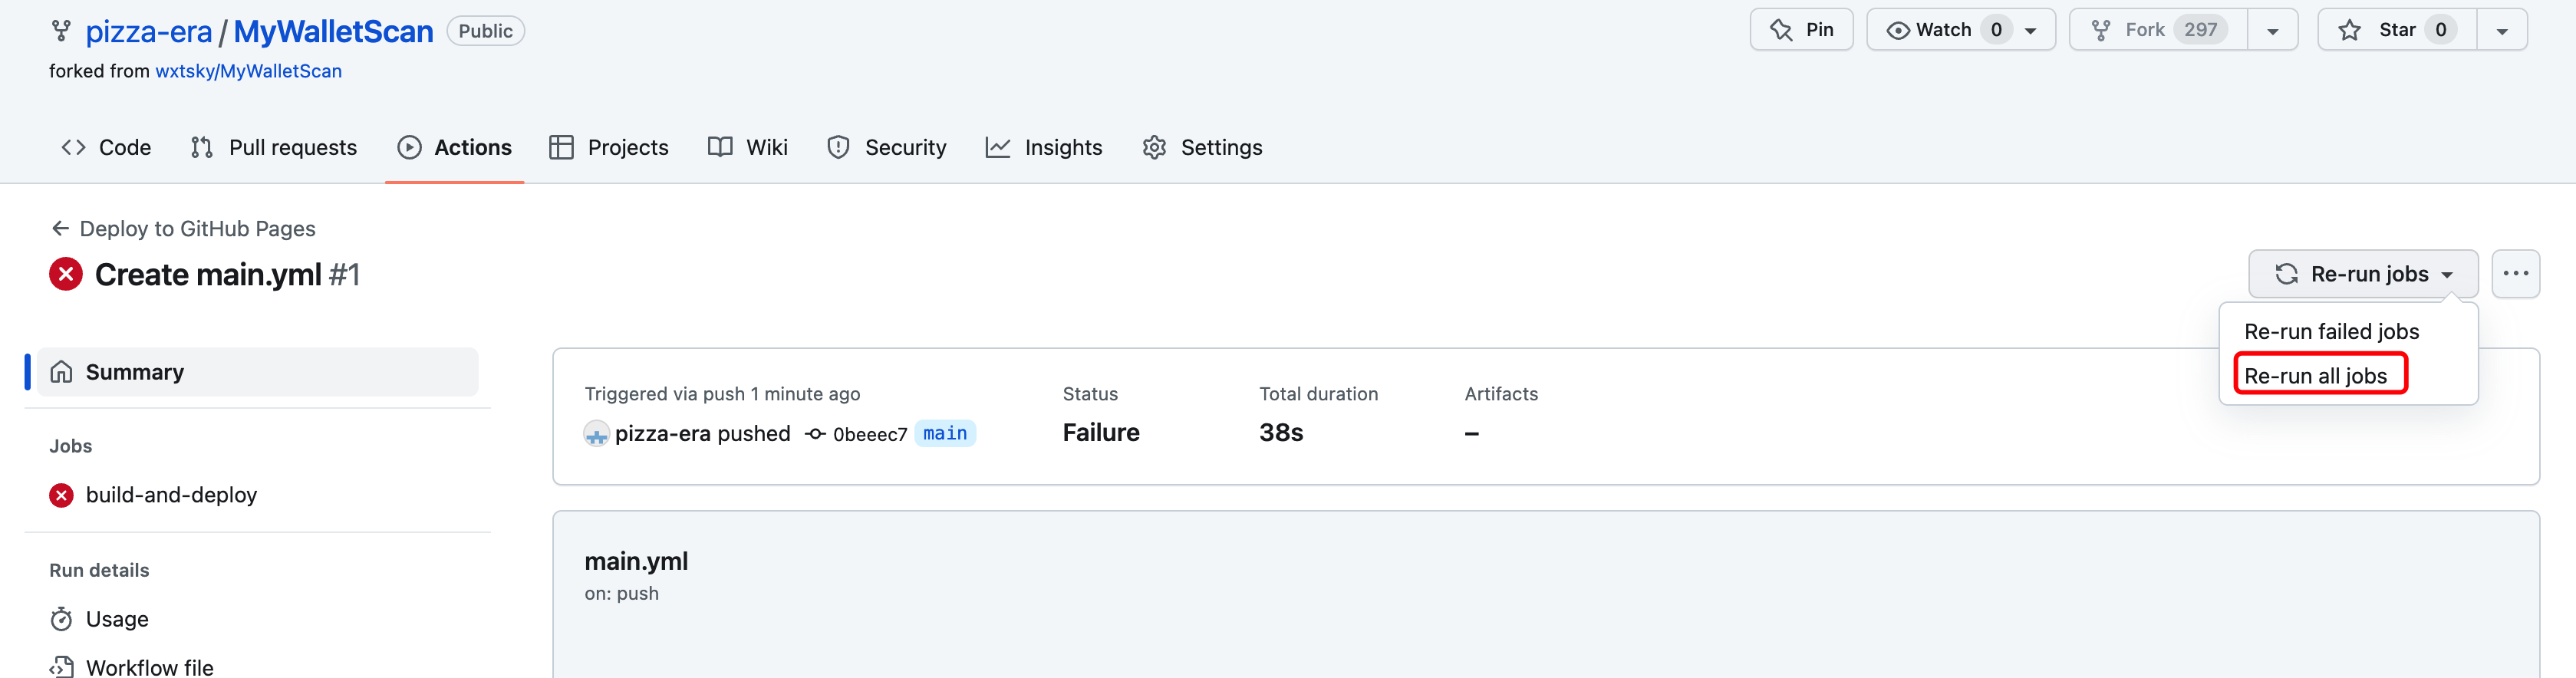 pizza-era / MyWalletScan Public Pin Watch 0 Fork 297 Star 0
forked from wxtsky/MyWalletScan
Code Pull requests Actions Projects Wiki Security Insights Settings
Deploy to GitHub Pages
Create main.yml #1
Re-run jobs
Re-run failed jobs
Re-run all jobs
Summary
Jobs
build-and-deploy
Run details
Usage
Workflow file
Triggered via push 1 minute ago Status Total duration Artifacts
pizza-era pushed 0beeec7 main Failure 38s –
main.yml
on: push